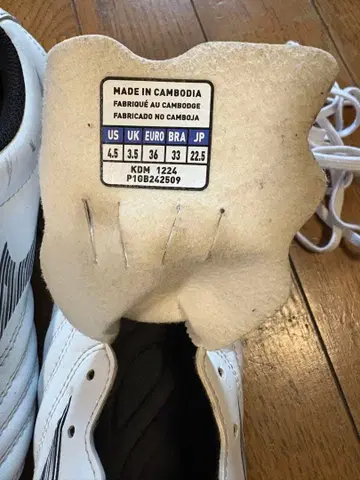 MADE IN CAMBODIA
FABRIQUÉ AU CAMBODGE
FABRICADO NO CAMBOJA
US UK EURO BRA JP
4.5 3.5 36 33 22.5
KDM 1224
P1GB242509